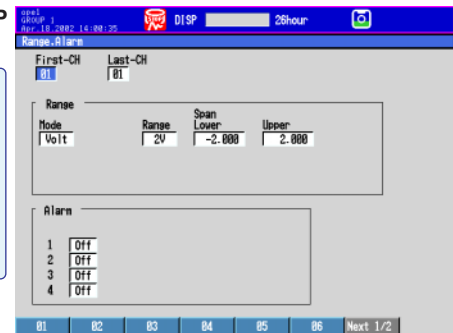 opel
GROUP 1
Apr.18.2002 14:00:35
DISP
26hour
Range.Alarm
First-CH Last-CH
01 01
Range
Span
Mode Range Lower Upper
Volt 2V -2.000 2.000
Alarm
1 Off
2 Off
3 Off
4 Off
01 02 03 04 05 06 Next 1/2